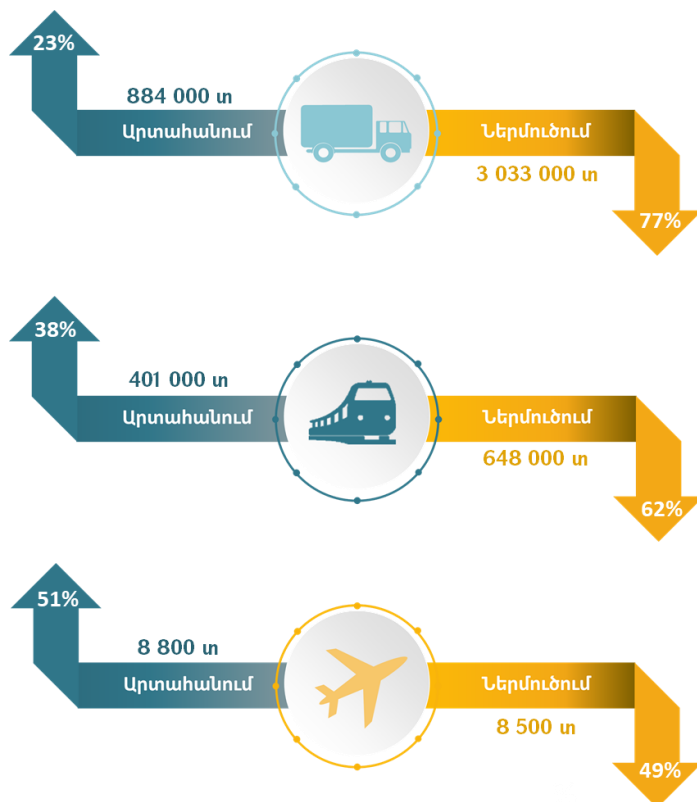 23%
884 000 տ
Արտահանում
Ներմուծում
3 033 000 տ
77%
38%
401 000 տ
Արտահանում
Ներմուծում
648 000 տ
62%
51%
8 800 տ
Արտահանում
Ներմուծում
8 500 տ
49%